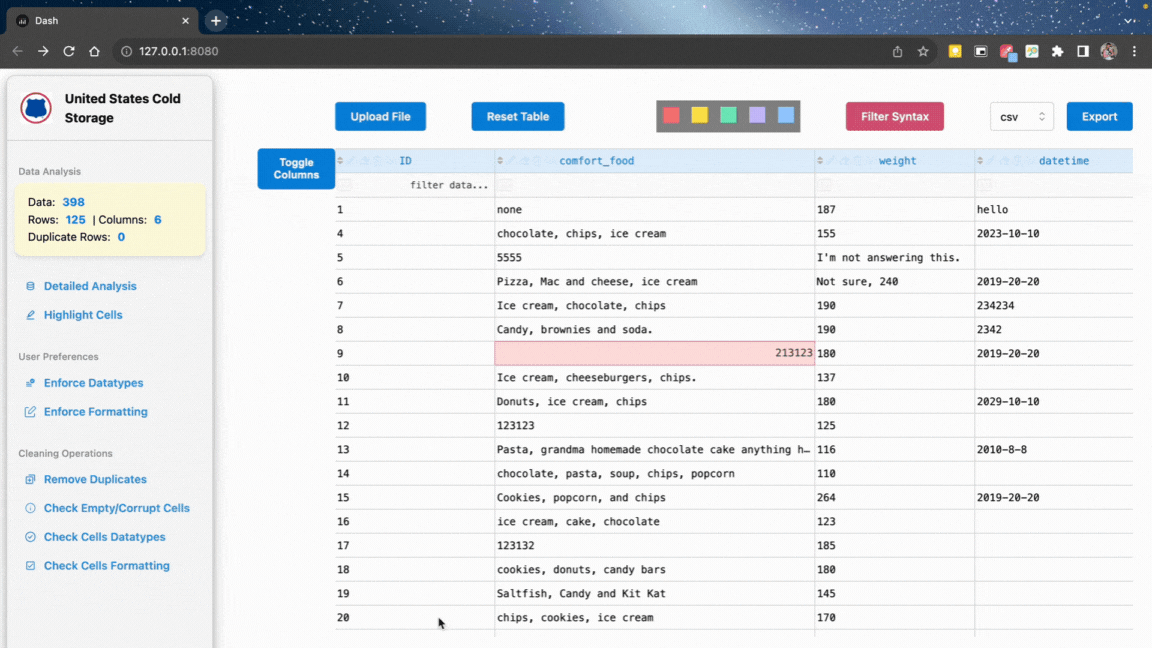 Dash
127.0.0.1:8080
United States Cold
Storage
Data Analysis
Data: 398
Rows: 125 | Columns: 6
Duplicate Rows: 0
Detailed Analysis
Highlight Cells
User Preferences
Enforce Datatypes
Enforce Formatting
Cleaning Operations
Remove Duplicates
Check Empty/Corrupt Cells
Check Cells Datatypes
Check Cells Formatting
Upload File
Reset Table
Filter Syntax
csv
Export
Toggle
Columns
ID comfort_food weight datetime
filter data...
1 none 187 hello
4 chocolate, chips, ice cream 155 2023-10-10
5 5555 I'm not answering this.
6 Pizza, Mac and cheese, ice cream Not sure, 240 2019-20-20
7 Ice cream, chocolate, chips 190 234234
8 Candy, brownies and soda. 190 2342
9 213123 180 2019-20-20
10 Ice cream, cheeseburgers, chips. 137
11 Donuts, ice cream, chips 180 2029-10-10
12 123123 125
13 Pasta, grandma homemade chocolate cake anything h… 116 2010-8-8
14 chocolate, pasta, soup, chips, popcorn 110
15 Cookies, popcorn, and chips 264 2019-20-20
16 ice cream, cake, chocolate 123
17 123132 185
18 cookies, donuts, candy bars 180
19 Saltfish, Candy and Kit Kat 145
20 chips, cookies, ice cream 170